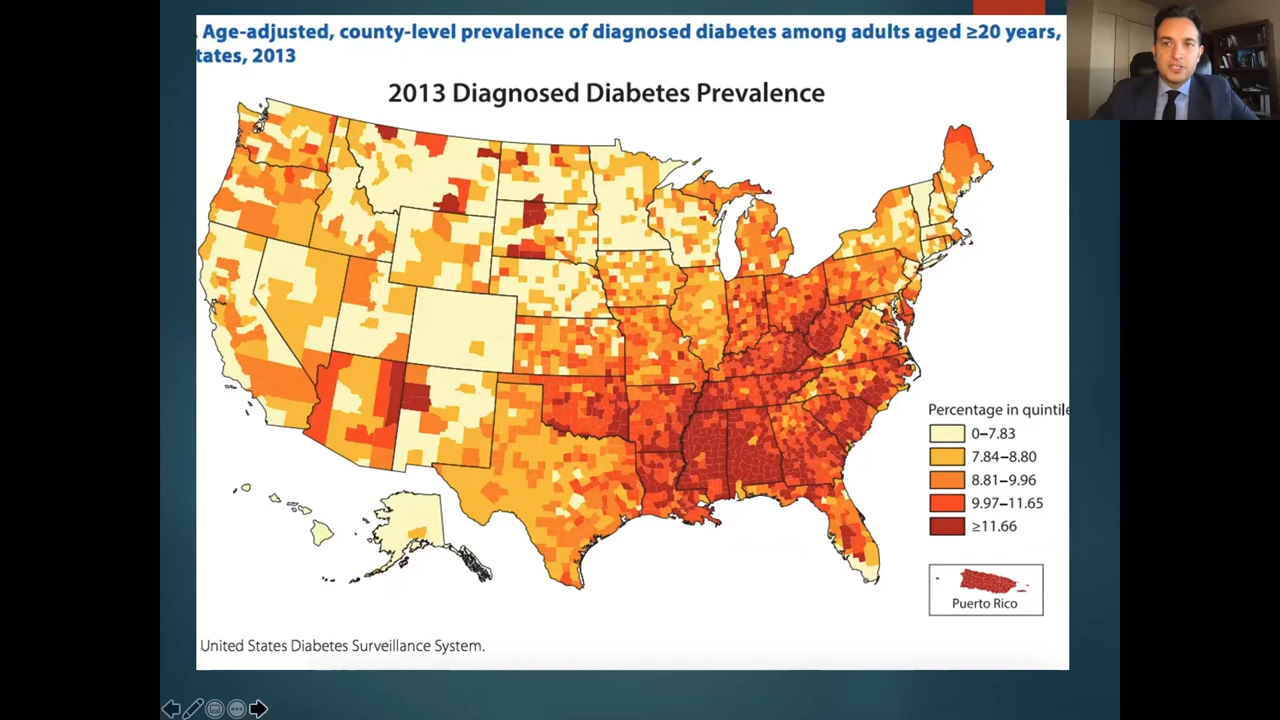 Age-adjusted, county-level prevalence of diagnosed diabetes among adults aged ≥20 years,
tates, 2013
2013 Diagnosed Diabetes Prevalence
Percentage in quintile
0–7.83
7.84–8.80
8.81–9.96
9.97–11.65
≥11.66
Puerto Rico
United States Diabetes Surveillance System.